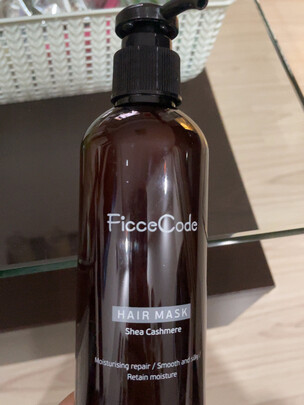 FicceCode
HAIR MASK
Shea Cashmere
Moisturising repair / Smooth and silky
Retain moisture